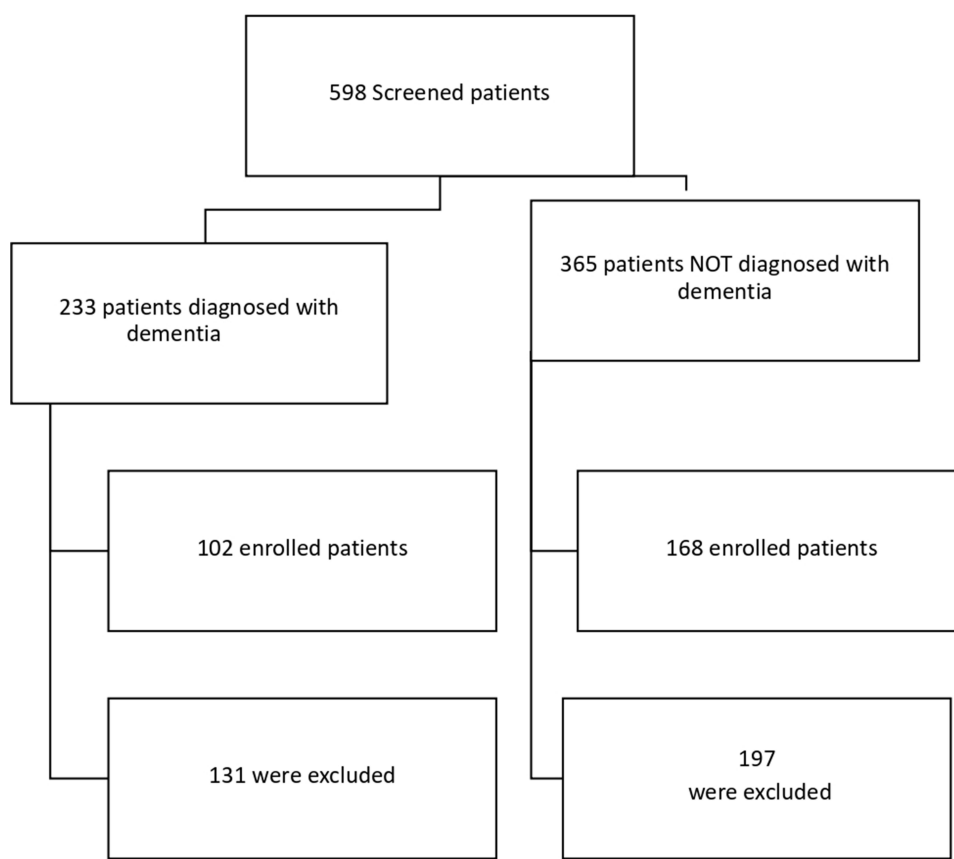 598 Screened patients
365 patients NOT diagnosed with
dementia
233 patients diagnosed with
dementia
102 enrolled patients
168 enrolled patients
131 were excluded
197
were excluded